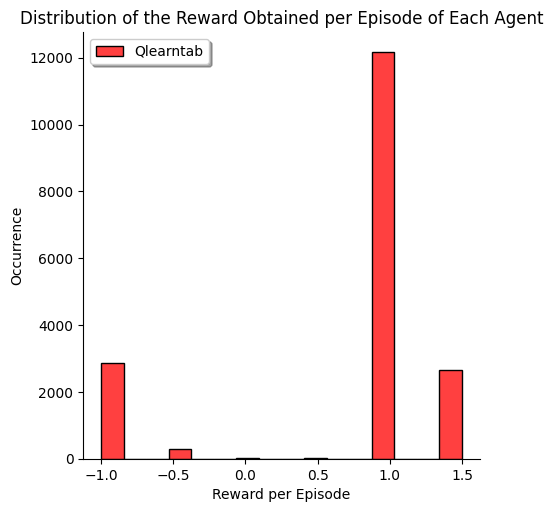 Distribution of the Reward Obtained per Episode of Each Agent
Qlearntab
12000
10000
8000
6000
4000
2000
0
Occurrence
−1.0 −0.5 0.0 0.5 1.0 1.5
Reward per Episode